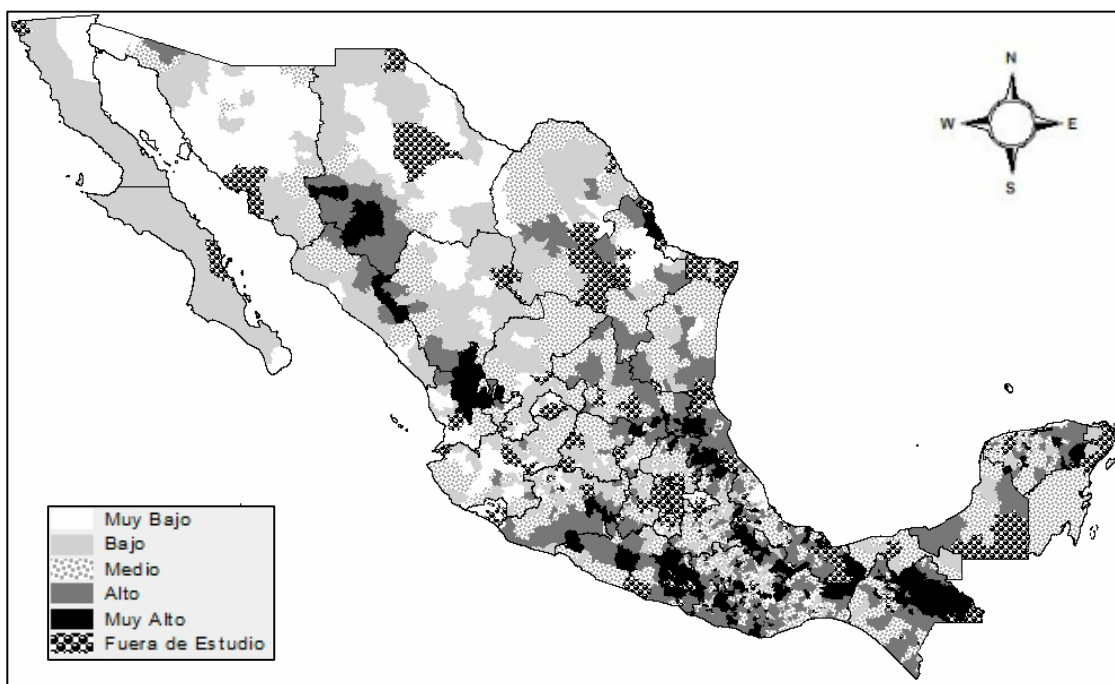 N
W E
S
Muy Bajo
Bajo
Medio
Alto
Muy Alto
Fuera de Estudio